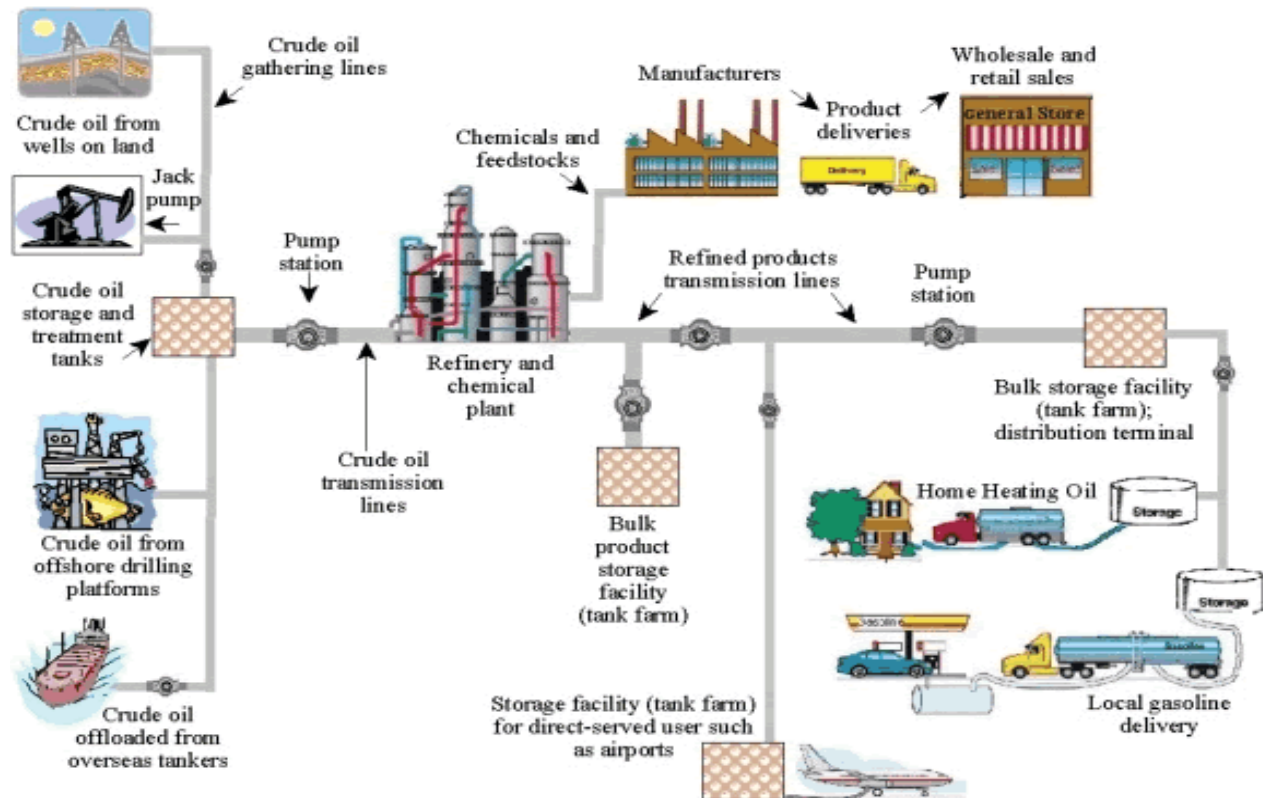 Crude oil
gathering lines
Crude oil from
wells on land
Jack
pump
Crude oil
storage and
treatment
tanks
Pump
station
Crude oil from
offshore drilling
platforms
Crude oil
offloaded from
overseas tankers
Crude oil
transmission
lines
Refinery and
chemical
plant
Chemicals and
feedstocks
Manufacturers
Product
deliveries
Delivery
Wholesale and
retail sales
General Store
Refined products
transmission lines
Pump
station
Bulk
product
storage
facility
(tank farm)
Bulk storage facility
(tank farm);
distribution terminal
Home Heating Oil
Storage
Storage
Gasoline
Local gasoline
delivery
Storage facility (tank farm)
for direct-served user such
as airports